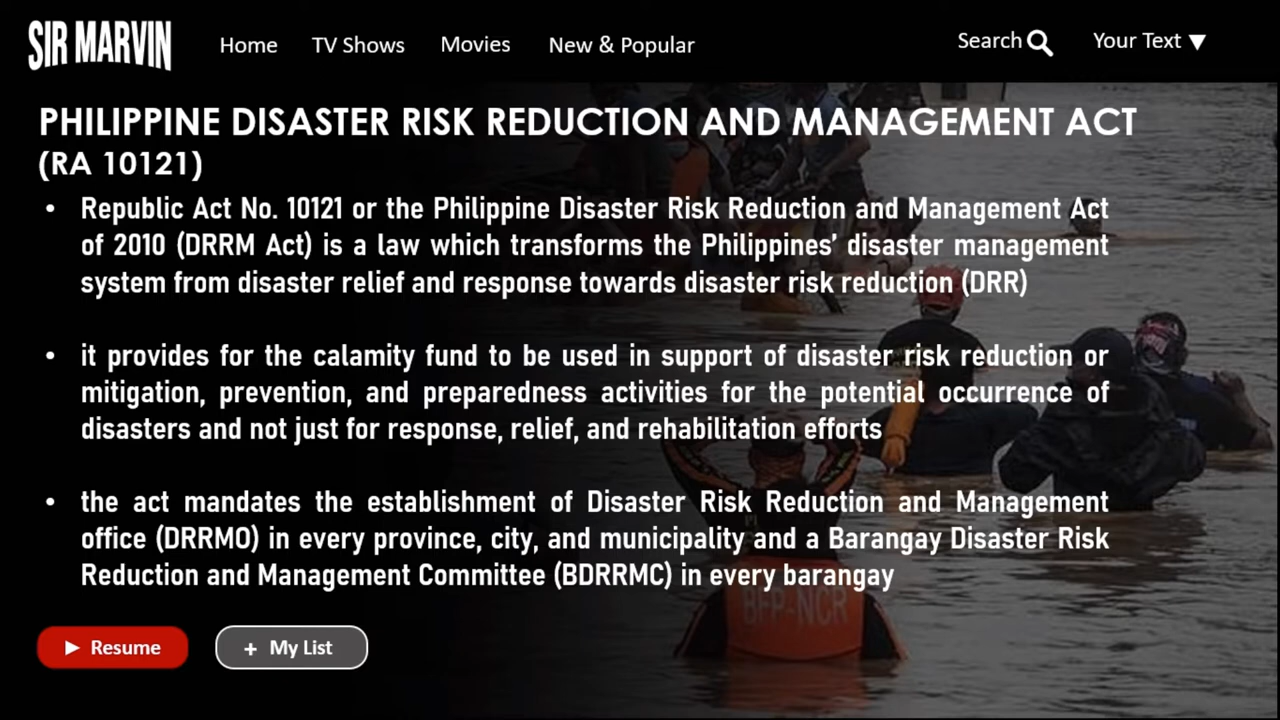 SIR MARVIN
Home
TV Shows
Movies
New & Popular
Search
Your Text ▼
PHILIPPINE DISASTER RISK REDUCTION AND MANAGEMENT ACT
(RA 10121)
• Republic Act No. 10121 or the Philippine Disaster Risk Reduction and Management Act
of 2010 (DRRM Act) is a law which transforms the Philippines’ disaster management
system from disaster relief and response towards disaster risk reduction (DRR)
• it provides for the calamity fund to be used in support of disaster risk reduction or
mitigation, prevention, and preparedness activities for the potential occurrence of
disasters and not just for response, relief, and rehabilitation efforts
• the act mandates the establishment of Disaster Risk Reduction and Management
office (DRRMO) in every province, city, and municipality and a Barangay Disaster Risk
Reduction and Management Committee (BDRRMC) in every barangay
BFP-NCR
▶ Resume
+ My List